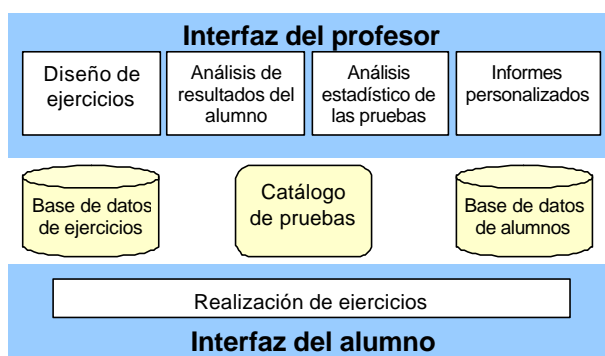 Interfaz del profesor
Diseño de
ejercicios
Análisis de
resultados del
alumno
Análisis
estadístico de
las pruebas
Informes
personalizados
Base de datos
de ejercicios
Catálogo
de pruebas
Base de datos
de alumnos
Realización de ejercicios
Interfaz del alumno